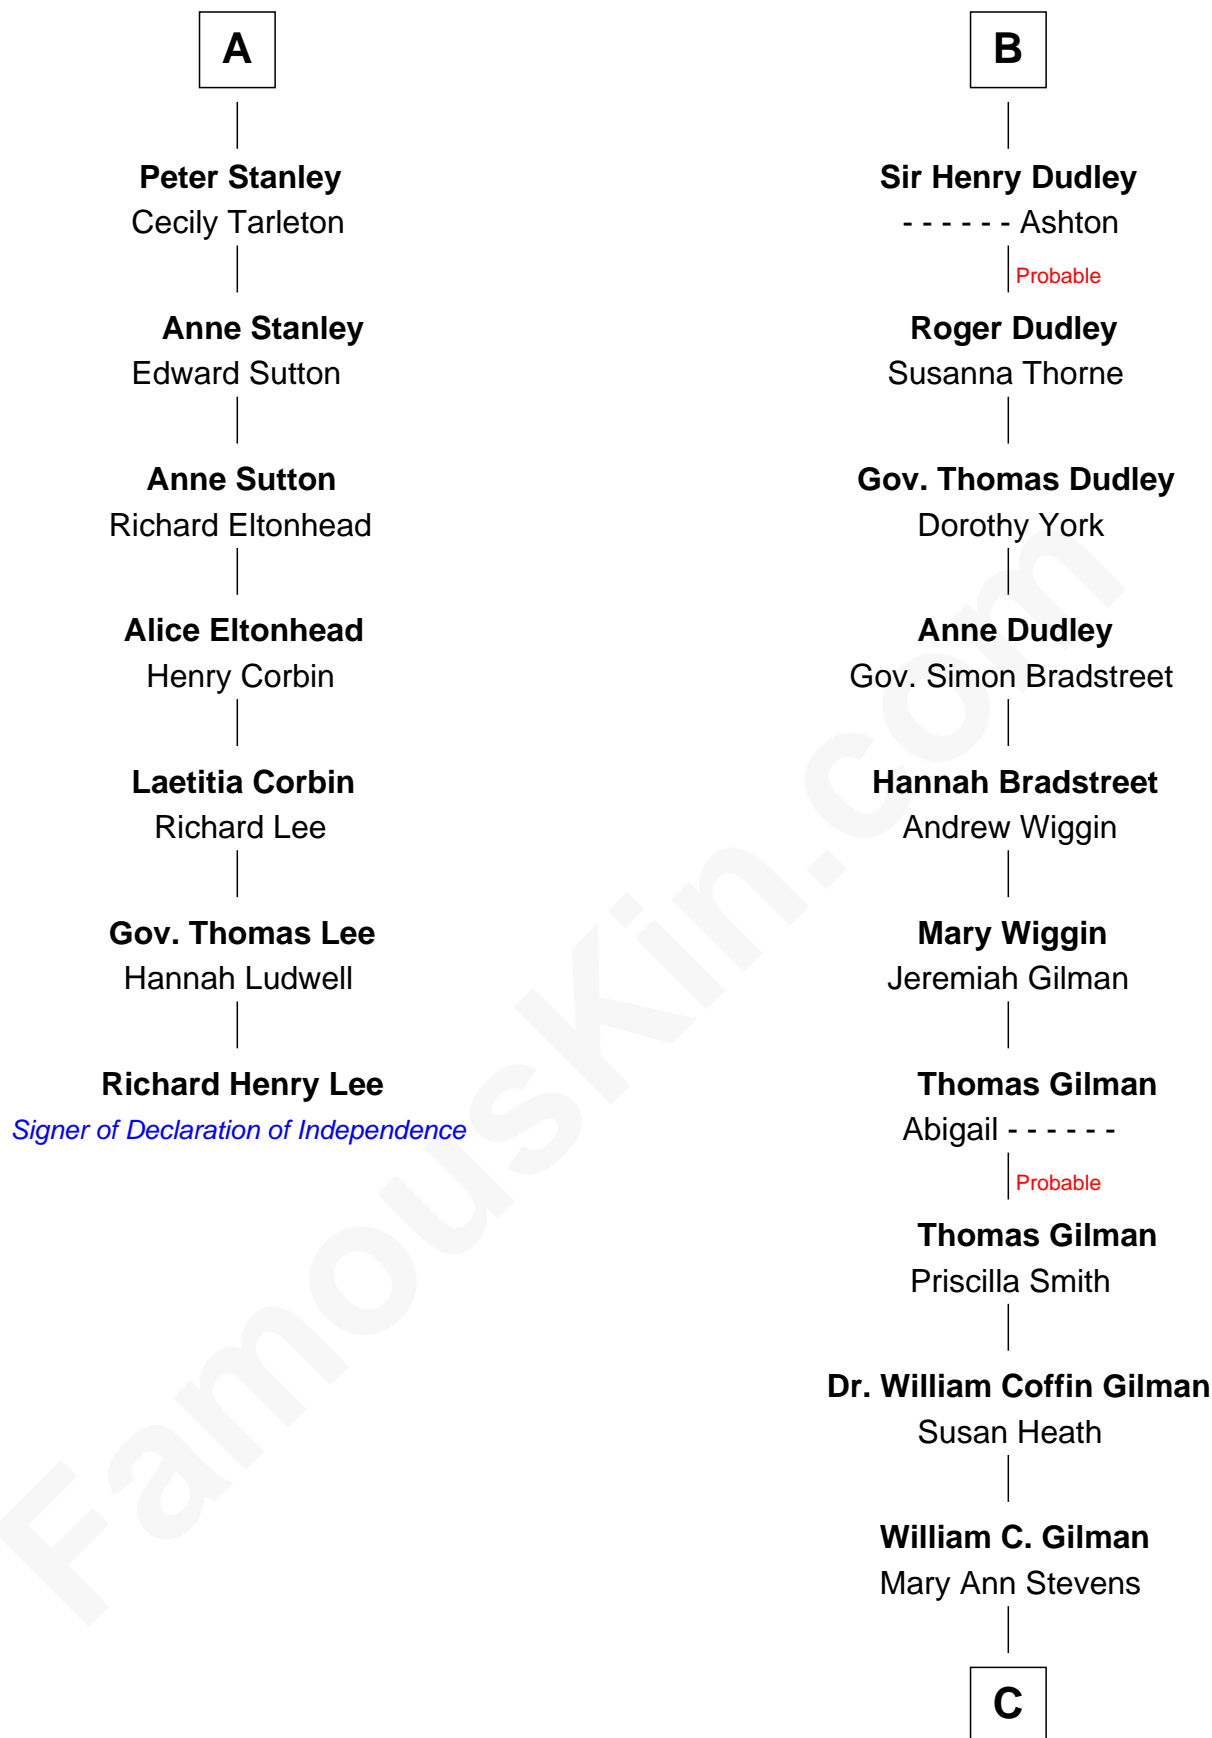 A
Peter Stanley
Cecily Tarleton
Anne Stanley
Edward Sutton
Anne Sutton
Richard Eltonhead
Alice Eltonhead
Henry Corbin
Laetitia Corbin
Richard Lee
Gov. Thomas Lee
Hannah Ludwell
Richard Henry Lee
Signer of Declaration of Independence
B
Sir Henry Dudley
- - - - - - Ashton
Probable
Roger Dudley
Susanna Thorne
Gov. Thomas Dudley
Dorothy York
Anne Dudley
Gov. Simon Bradstreet
Hannah Bradstreet
Andrew Wiggin
Mary Wiggin
Jeremiah Gilman
Thomas Gilman
Abigail - - - - - -
Probable
Thomas Gilman
Priscilla Smith
Dr. William Coffin Gilman
Susan Heath
William C. Gilman
Mary Ann Stevens
C
FamousKin.com